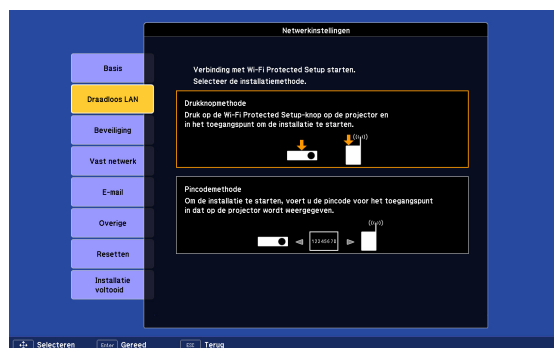 Netwerkinstellingen
Basis
Draadloos LAN
Beveiliging
Vast netwerk
E-mail
Overige
Resetten
Installatie
voltooid
Verbinding met Wi-Fi Protected Setup starten.
Selecteer de installatiemethode.
Drukknopmethode
Druk op de Wi-Fi Protected Setup-knop op de projector en
in het toegangspunt om de installatie te starten.
Pincodemethode
Om de installatie te starten, voert u de pincode voor het toegangspunt
in dat op de projector wordt weergegeven.
12245678
Selecteren Enter Gereed ESC Terug